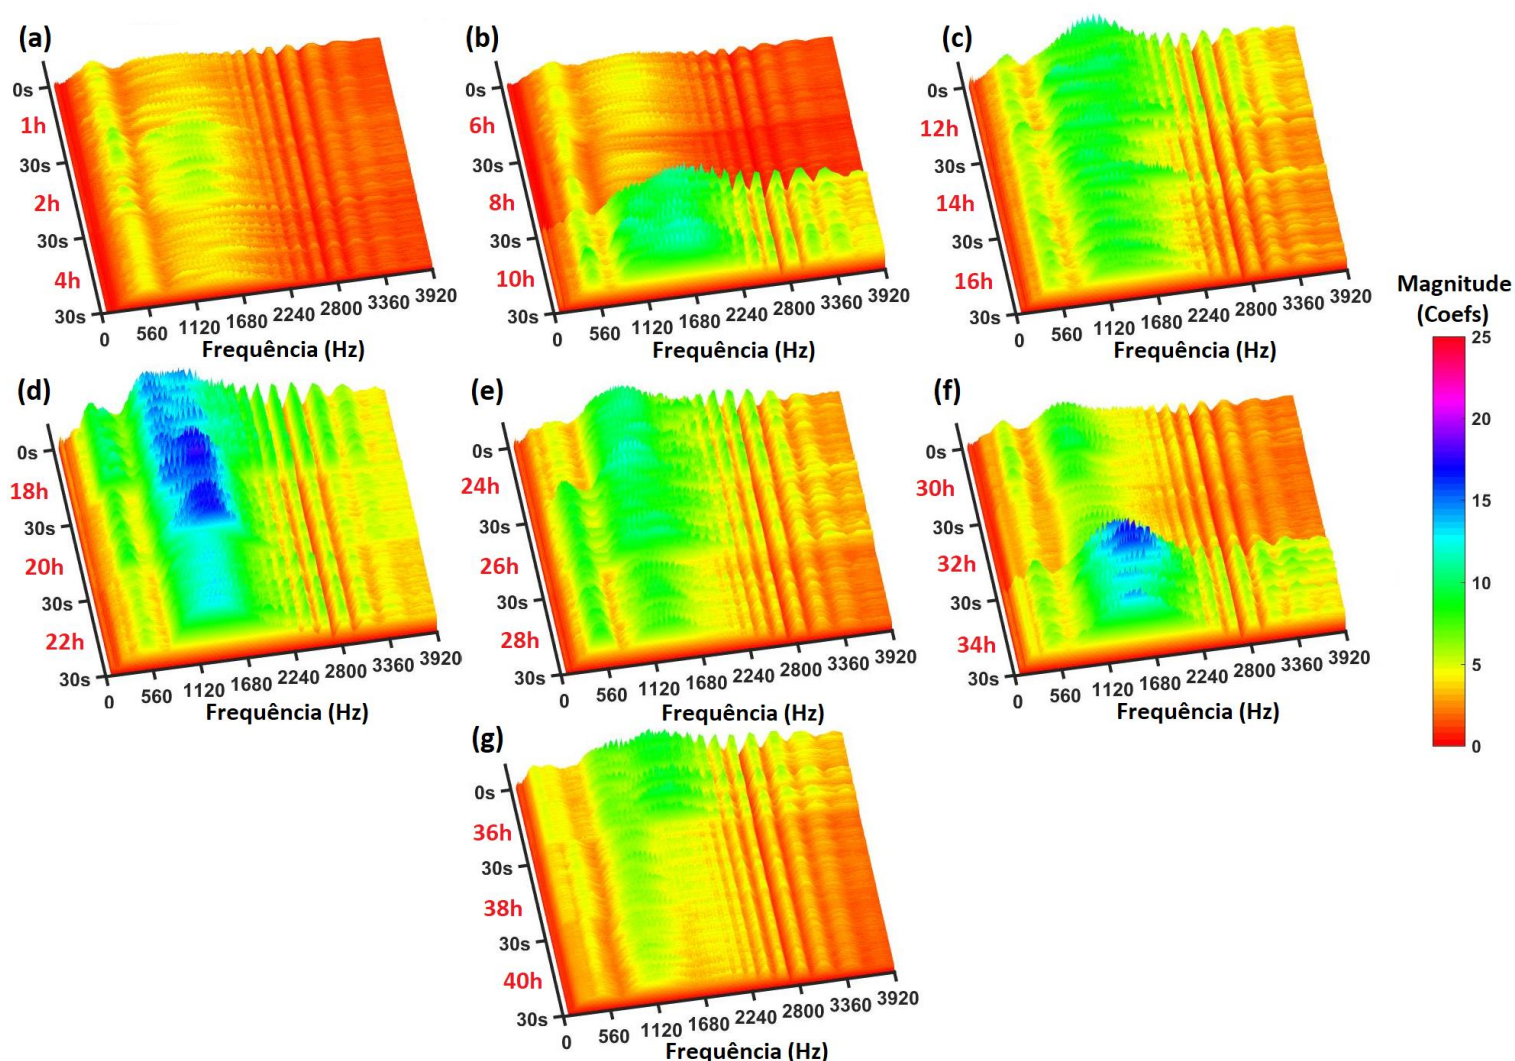 (a)
0s
1h
30s
2h
30s
4h
30s
0 560 1120 1680 2240 2800 3360 3920
Frequência (Hz)
(b)
0s
6h
30s
8h
30s
10h
30s
0 560 1120 1680 2240 2800 3360 3920
Frequência (Hz)
(c)
0s
12h
30s
14h
30s
16h
30s
0 560 1120 1680 2240 2800 3360 3920
Frequência (Hz)
Magnitude
(Coefs)
25
20
15
10
5
0
(d)
0s
18h
30s
20h
30s
22h
30s
0 560 1120 1680 2240 2800 3360 3920
Frequência (Hz)
(e)
0s
24h
30s
26h
30s
28h
30s
0 560 1120 1680 2240 2800 3360 3920
Frequência (Hz)
(f)
0s
30h
30s
32h
30s
34h
30s
0 560 1120 1680 2240 2800 3360 3920
Frequência (Hz)
(g)
0s
36h
30s
38h
30s
40h
30s
0 560 1120 1680 2240 2800 3360 3920
Frequência (Hz)